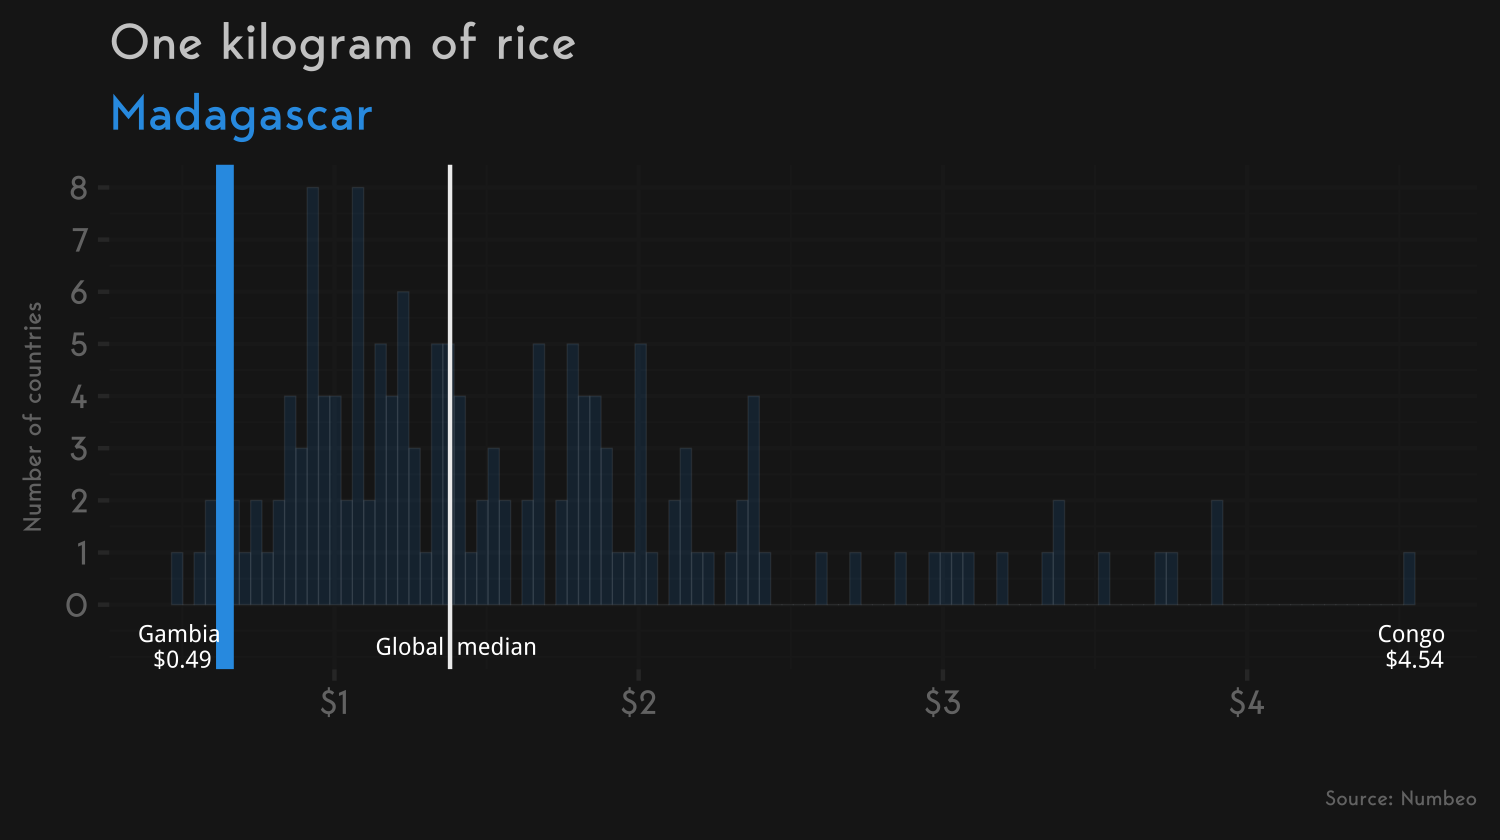 One kilogram of rice
Madagascar
Number of countries
8
7
6
5
4
3
2
1
0
Gambia
$0.49
Global median
Congo
$4.54
$1
$2
$3
$4
Source: Numbeo